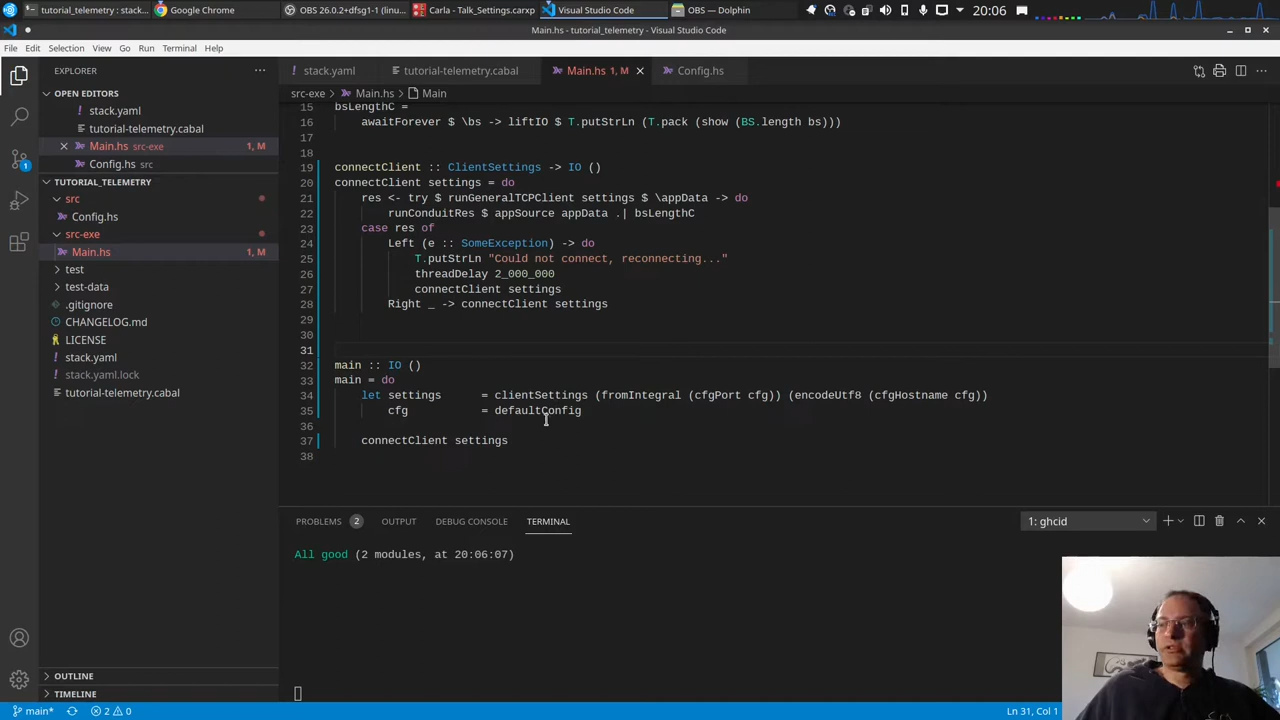 tutorial_telemetry : stack...
Google Chrome
OBS 26.0.2+dfsg1-1 (linu...
Carla - Talk_Settings.carxp
Visual Studio Code
OBS — Dolphin
20:06
Main.hs - tutorial_telemetry - Visual Studio Code
File Edit Selection View Go Run Terminal Help
EXPLORER
stack.yaml
tutorial-telemetry.cabal
Main.hs 1, M
Config.hs
OPEN EDITORS
src-exe > Main.hs > Main
stack.yaml
tutorial-telemetry.cabal
Main.hs src-exe 1, M
Config.hs src
TUTORIAL_TELEMETRY
src
Config.hs
src-exe
Main.hs 1, M
test
test-data
.gitignore
CHANGELOG.md
LICENSE
stack.yaml
stack.yaml.lock
tutorial-telemetry.cabal
15 bsLengthC =
16 awaitForever $ \bs -> liftIO $ T.putStrLn (T.pack (show (BS.length bs)))
17
18
19 connectClient :: ClientSettings -> IO ()
20 connectClient settings = do
21 res <- try $ runGeneralTCPClient settings $ \appData -> do
22 runConduitRes $ appSource appData .| bsLengthC
23 case res of
24 Left (e :: SomeException) -> do
25 T.putStrLn "Could not connect, reconnecting..."
26 threadDelay 2_000_000
27 connectClient settings
28 Right _ -> connectClient settings
29
30
31
32 main :: IO ()
33 main = do
34 let settings = clientSettings (fromIntegral (cfgPort cfg)) (encodeUtf8 (cfgHostname cfg))
35 cfg = defaultConfig
36
37 connectClient settings
38
PROBLEMS 2 OUTPUT DEBUG CONSOLE TERMINAL
1: ghcid
All good (2 modules, at 20:06:07)
OUTLINE
TIMELINE
main* 2 0
Ln 31, Col 1